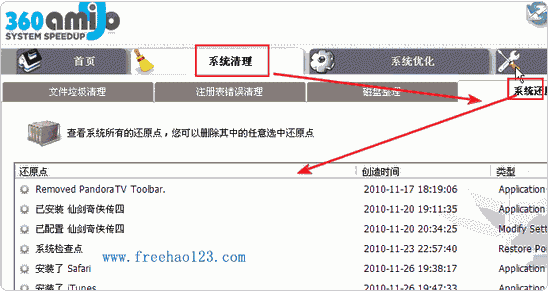 360amigo
SYSTEM SPEEDUP
首页 系统清理 系统优化
文件垃圾清理 注册表错误清理 磁盘整理 系统还
查看系统所有的还原点,您可以删除其中的任意选中还原点
还原点 创造时间 类型
Removed PandoraTV Toolbar. 2010-11-17 18:19:06 Application
已安装 仙剑奇侠传四 2010-11-20 19:11:35 Application
已配置 仙剑奇侠传四 2010-11-20 20:34:25 Modify Sett
系统检查点 2010-11-23 22:57:40 Restore Po
安装了 Safari 2010-11-26 19:38:17 Application
安装了 iTunes 2010-11-26 19:47:33 Application
www.freehao123.com